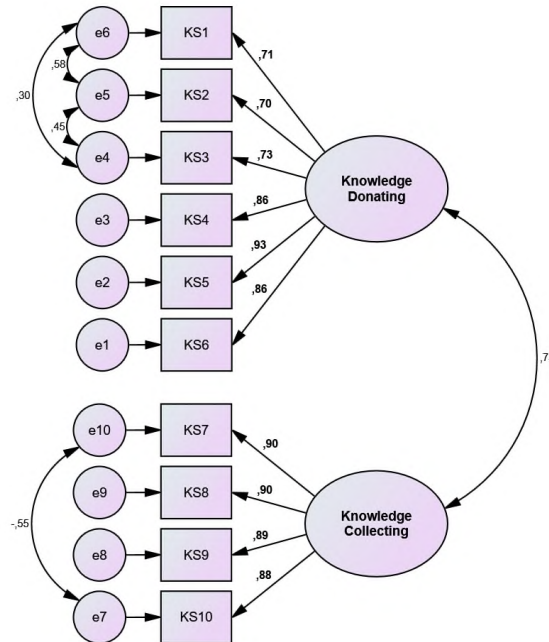 e6
KS1
,71
,58
,30
e5
KS2
,70
,45
e4
KS3
,73
Knowledge
Donating
e3
KS4
,86
,93
e2
KS5
,86
e1
KS6
,7
e10
KS7
,90
e9
KS8
,90
-,55
Knowledge
Collecting
e8
KS9
,89
,88
e7
KS10